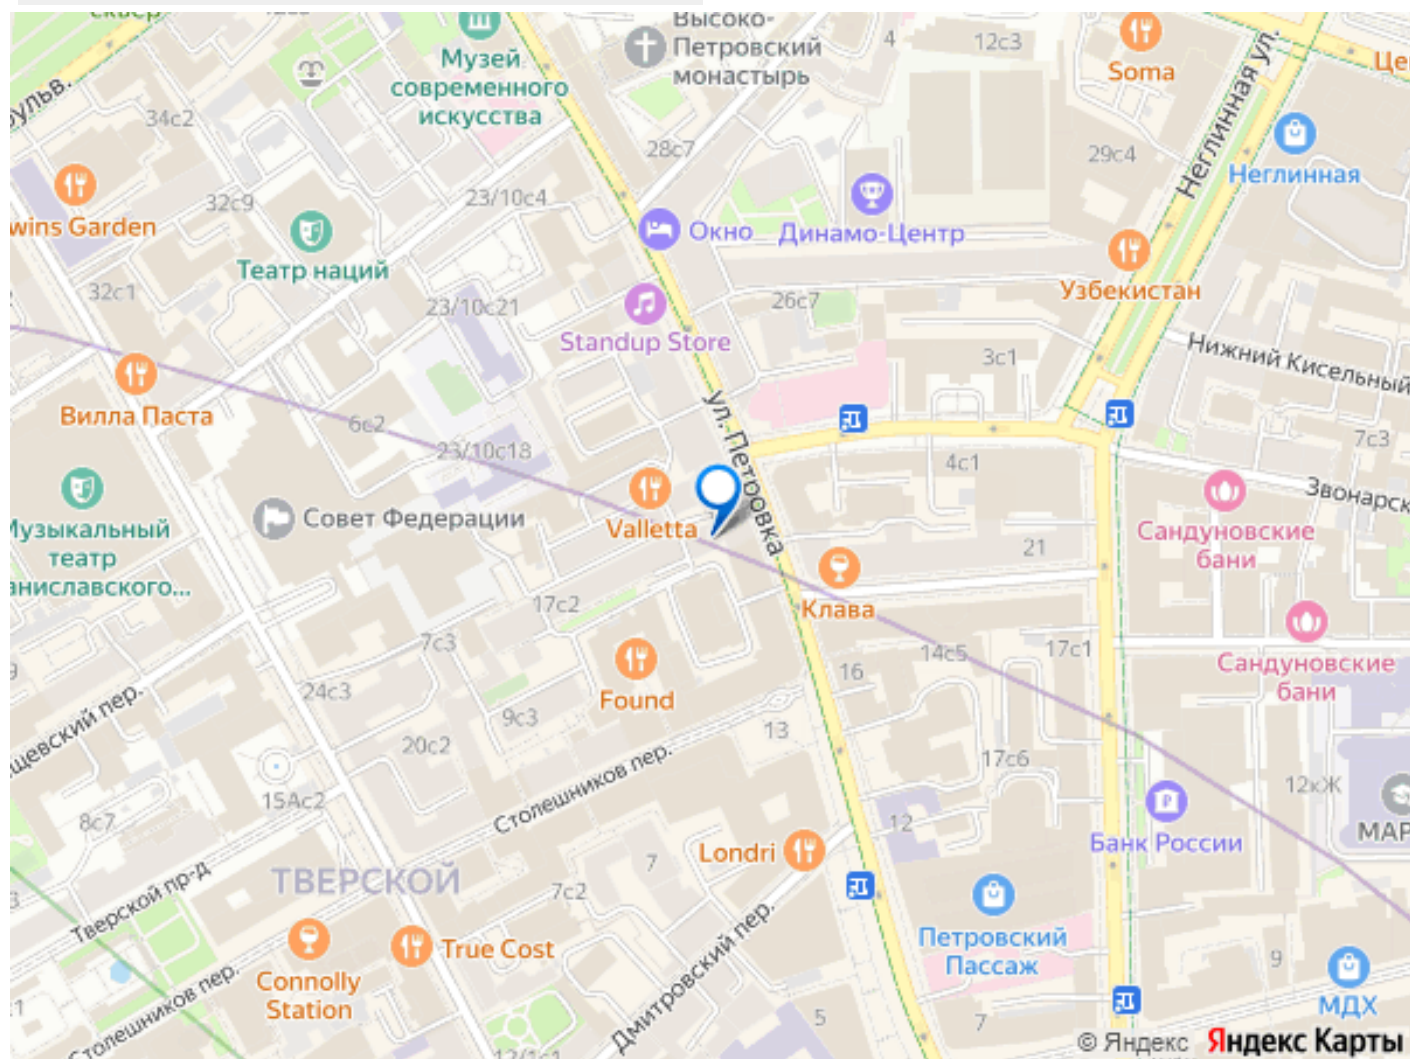 Высоко-
Петровский
монастырь
4
12с3
Soma
Музей
современного
искусства
34с2
28с7
29с4
Неглинная ул.
Неглинная
32с9
23/10с4
wins Garden
Театр наций
Окно
Динамо-Центр
Узбекистан
32с1
23/10с21
26с7
Standup Store
3с1
Нижний Кисельный
Вилла Паста
6с2
ул. Петровка
7с3
23/10с18
4с1
Звонарск
Совет Федерации
Valletta
Сандуновские
бани
Музыкальный
театр
аниславского...
21
Клава
17с2
7с3
14с5
17с1
Сандуновские
бани
16
24с3
Found
9с3
13
20с2
Столешников пер.
17с6
15Ас2
12кЖ
8с7
12
Банк России
МАР
Londri
7
ТВЕРСКОЙ
7с2
Тверской пр-д
Петровский
Пассаж
True Cost
Connolly
Station
Столешников пер.
Дмитровский пер.
9
МДХ
5
7
12/1с1
© Яндекс Яндекс Карты